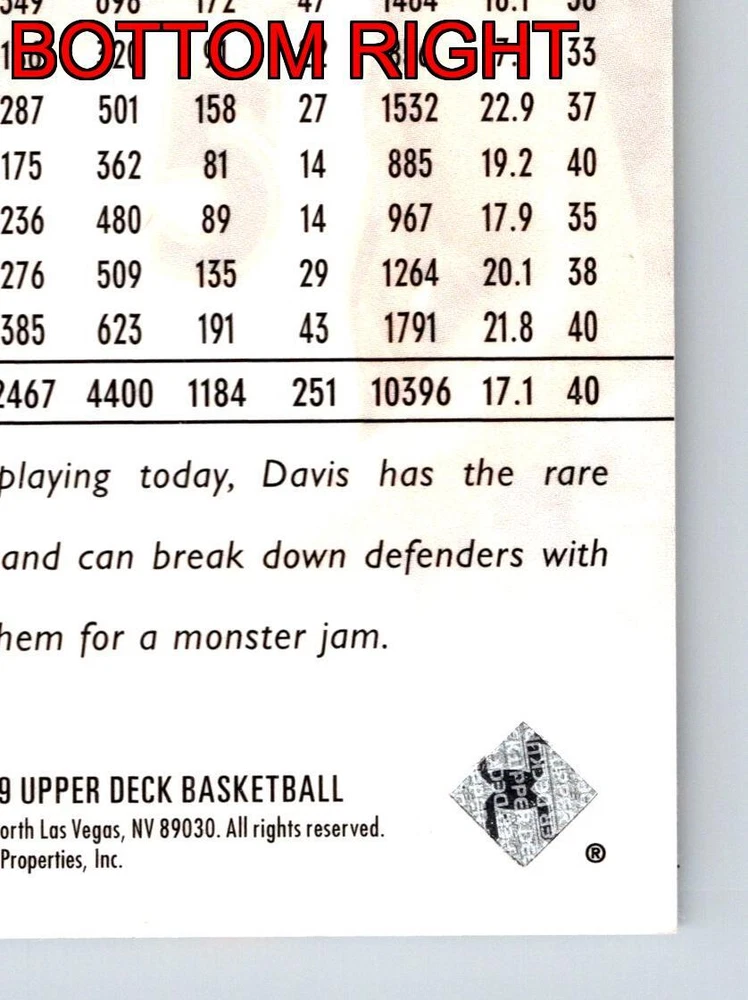 BOTTOM RIGHT
33
287 501 158 27 1532 22.9 37
175 362 81 14 885 19.2 40
236 480 89 14 967 17.9 35
276 509 135 29 1264 20.1 38
385 623 191 43 1791 21.8 40
2467 4400 1184 251 10396 17.1 40
playing today, Davis has the rare
and can break down defenders with
hem for a monster jam.
9 UPPER DECK BASKETBALL
orth Las Vegas, NV 89030. All rights reserved.
Properties, Inc.
®